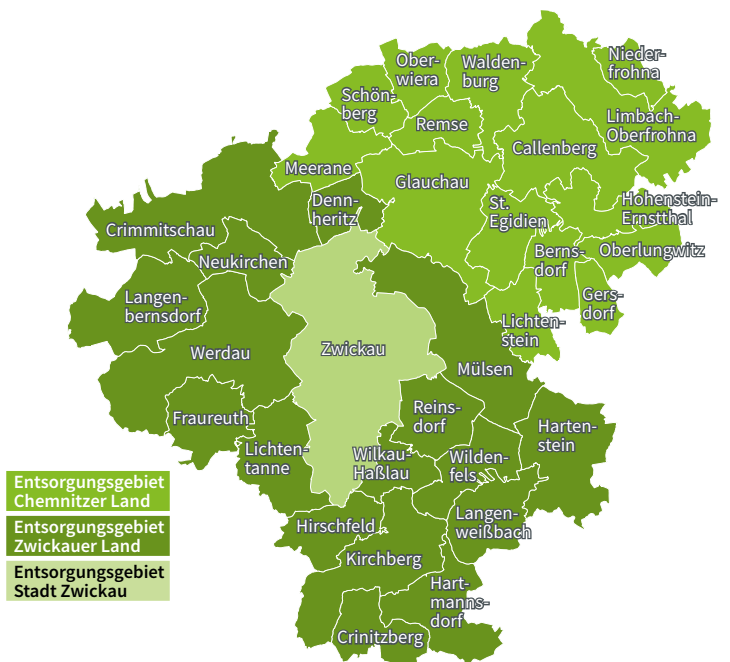 Ober-
wiera
Walden-
burg
Nieder-
frohna
Schön-
berg
Remse
Limbach-
Oberfrohna
Callenberg
Meerane
Glauchau
Denn-
heritz
St.
Egidien
Hohenstein-
Ernstthal
Crimmitschau
Neukirchen
Berns-
dorf
Oberlungwitz
Langen-
bernsdorf
Gers-
dorf
Lichten-
stein
Werdau
Zwickau
Mülsen
Fraureuth
Reins-
dorf
Harten-
stein
Lichten-
tanne
Wilkau-
Haßlau
Wilden-
fels
Entsorgungsgebiet
Chemnitzer Land
Entsorgungsgebiet
Zwickauer Land
Entsorgungsgebiet
Stadt Zwickau
Hirschfeld
Langen-
weißbach
Kirchberg
Hart-
manns-
dorf
Crinitzberg